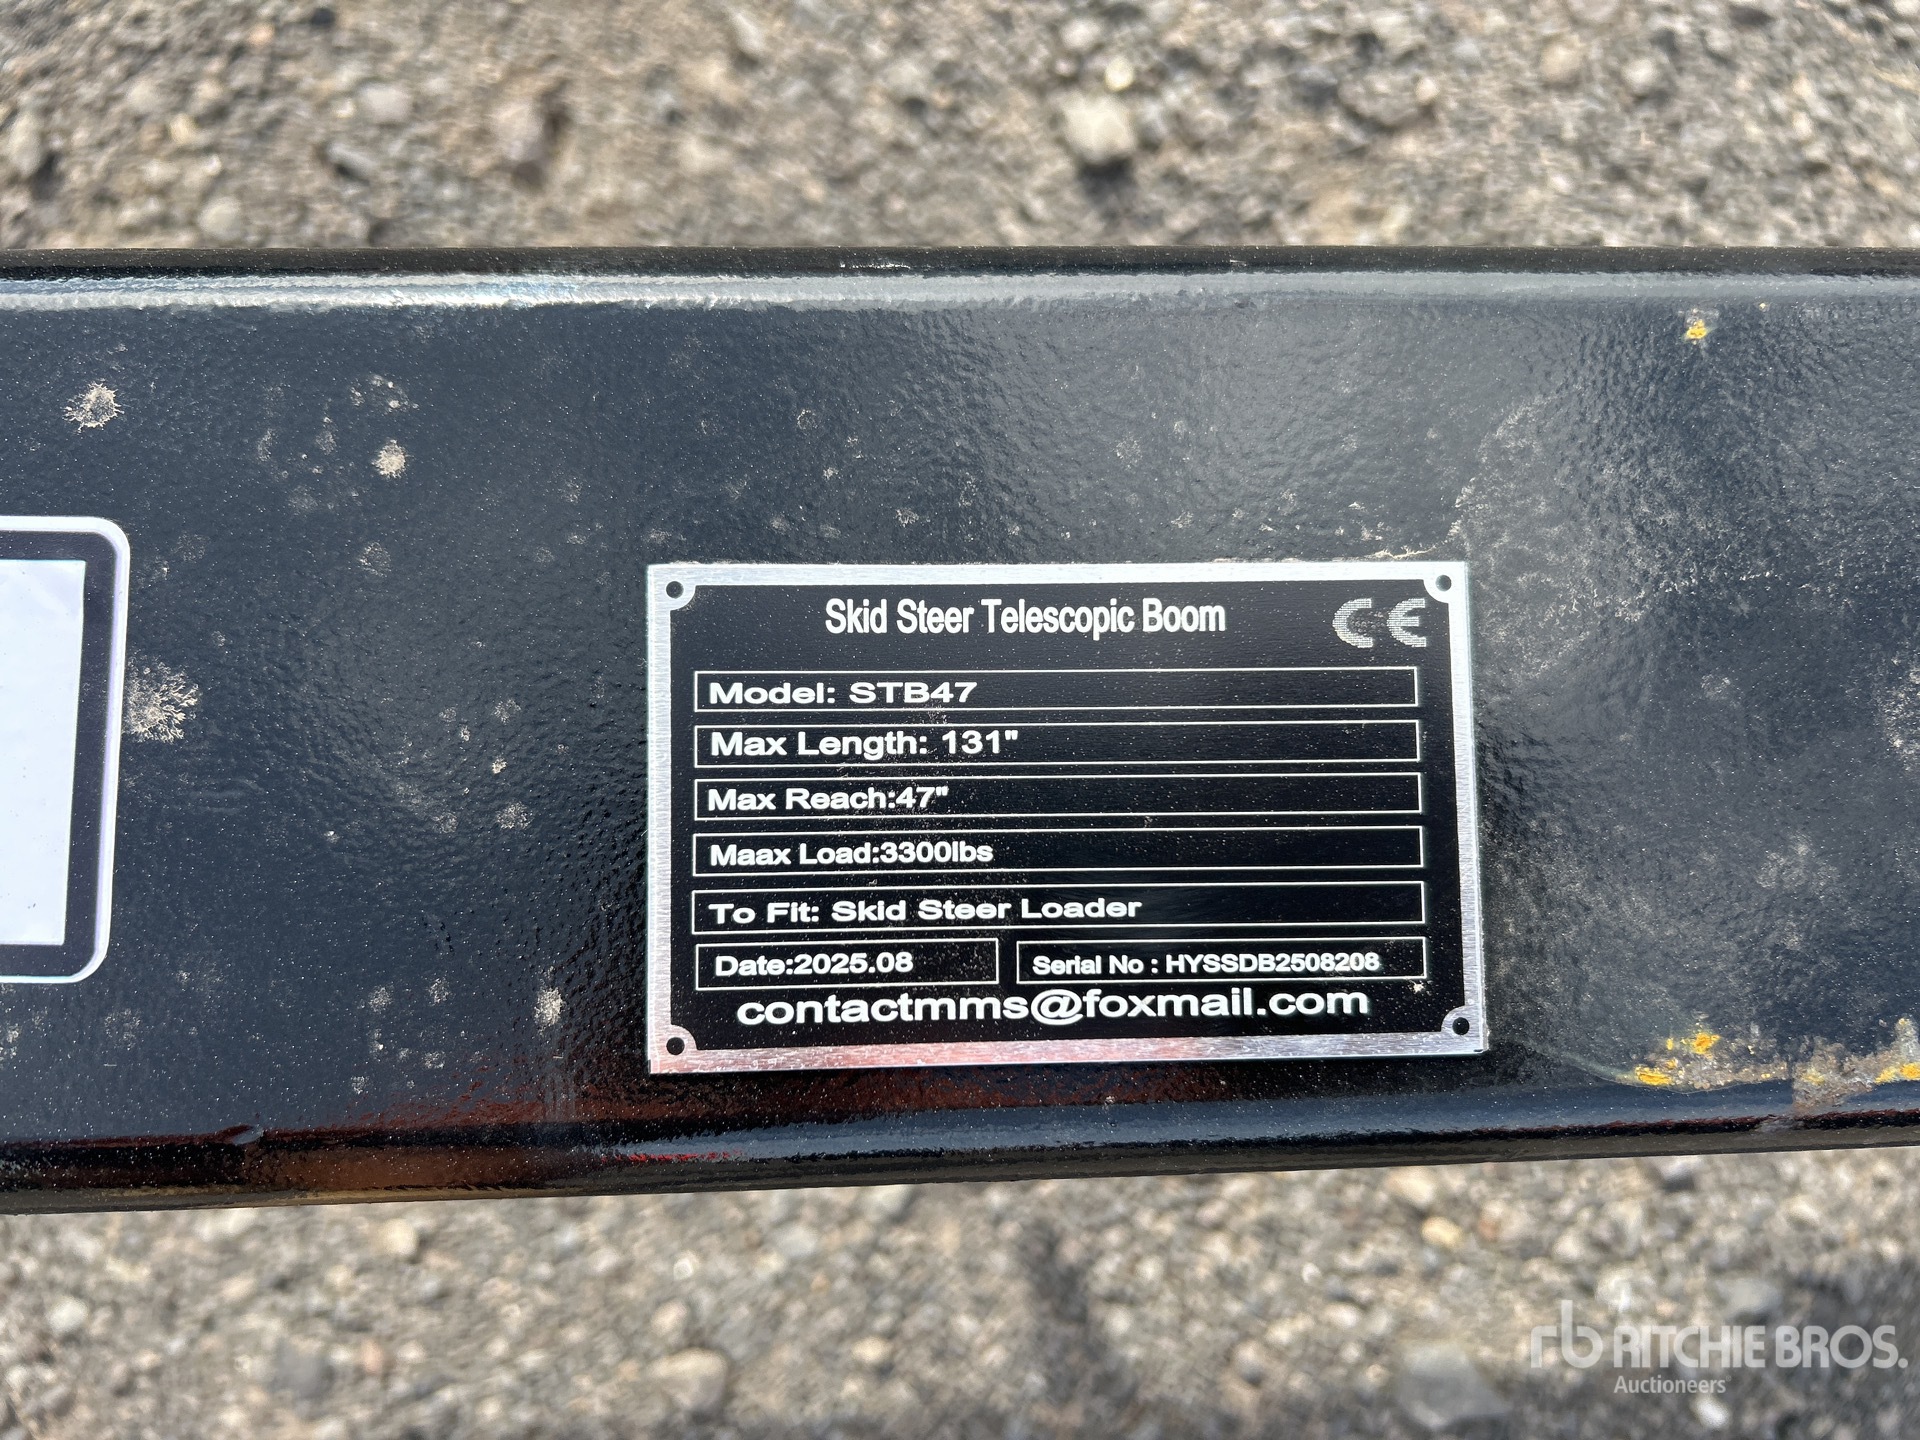 Skid Steer Telescopic Boom CE
Model: STB47
Max Length: 131"
Max Reach:47"
Maax Load:3300lbs
To Fit: Skid Steer Loader
Date:2025.08 Serial No : HYSSDB2508208
contactmms@foxmail.com
rb RITCHIE BROS.
Auctioneers